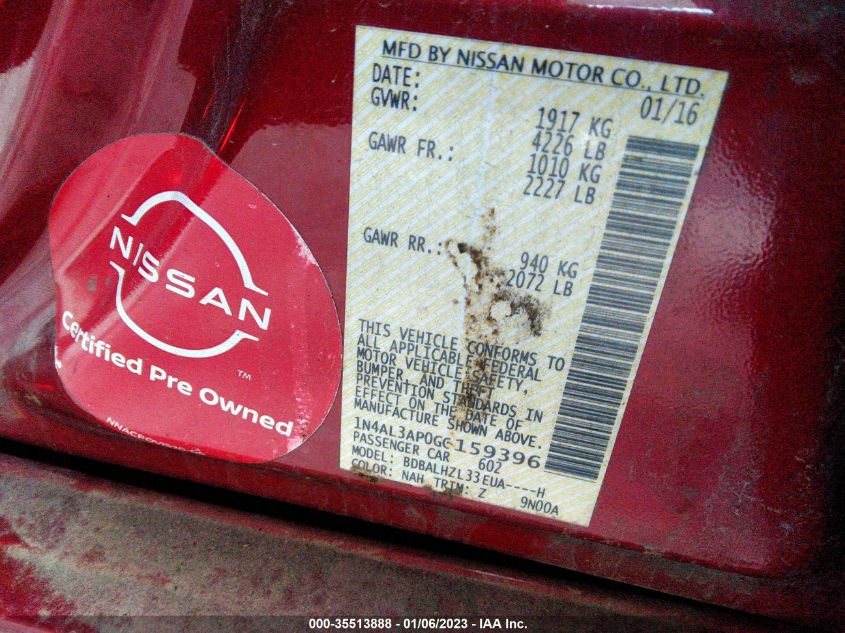 MFD BY NISSAN MOTOR CO., LTD.
DATE: 01/16
GVWR: 1917 KG
4226 LB
GAWR FR.: 1010 KG
2227 LB
GAWR RR.: 940 KG
2072 LB
THIS VEHICLE CONFORMS TO
ALL APPLICABLE FEDERAL
MOTOR VEHICLE SAFETY,
BUMPER, AND THEFT
PREVENTION STANDARDS IN
EFFECT ON THE DATE OF
MANUFACTURE SHOWN ABOVE.
1N4AL3AP0GC159396
PASSENGER CAR 602
MODEL: BDBALHZL33EUA----H
COLOR: NAH TRIM: Z 9N00A
NISSAN
TM
Certified Pre Owned
000-35513888 - 01/06/2023 - IAA Inc.